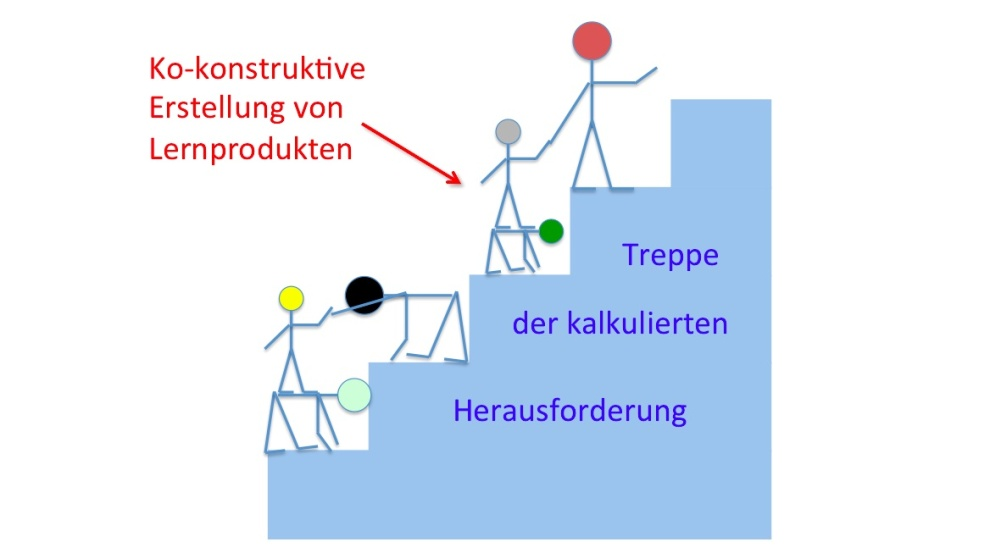 Ko-konstruktive
Erstellung von
Lernprodukten
Treppe
der kalkulierten
Herausforderung